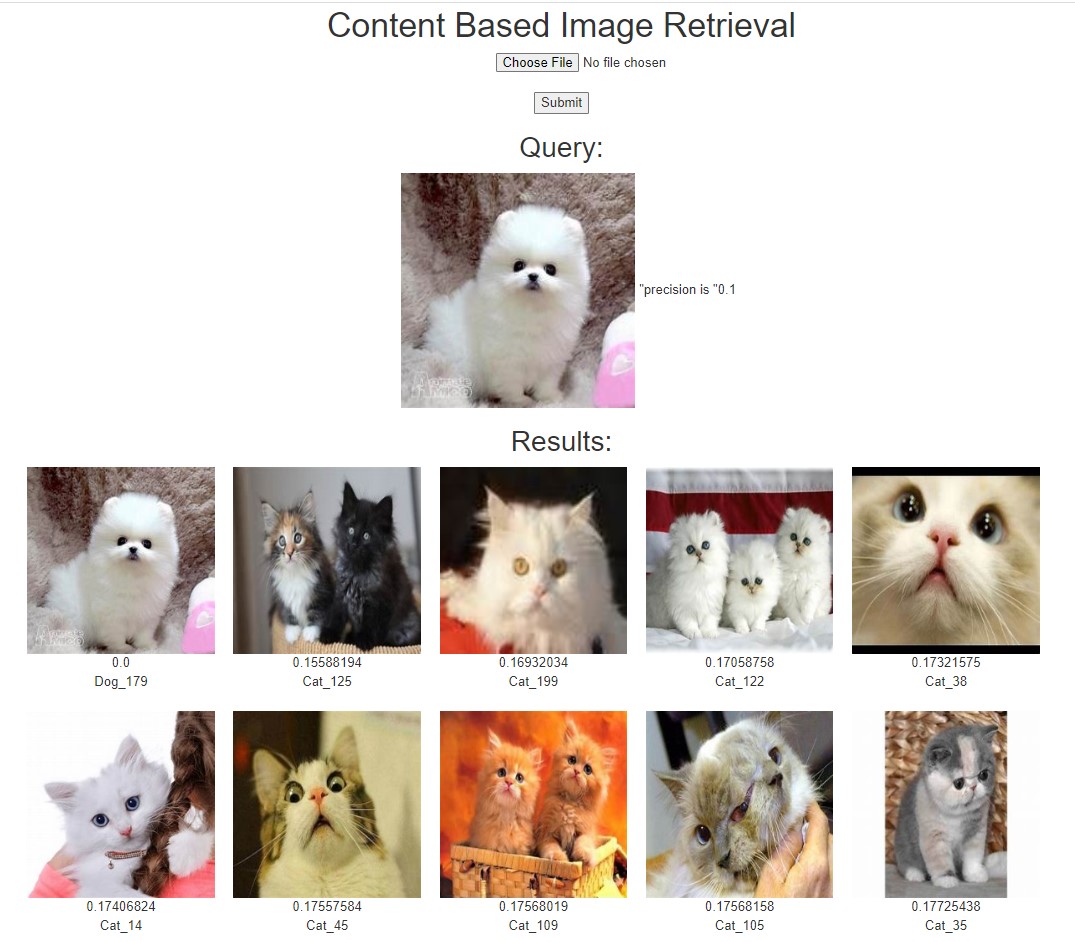 Content Based Image Retrieval
Choose File No file chosen
Submit
Query:
"precision is "0.1
Results:
0.0 0.15588194 0.16932034 0.17058758 0.17321575
Dog_179 Cat_125 Cat_199 Cat_122 Cat_38
0.17406824 0.17557584 0.17568019 0.17568158 0.17725438
Cat_14 Cat_45 Cat_109 Cat_105 Cat_35